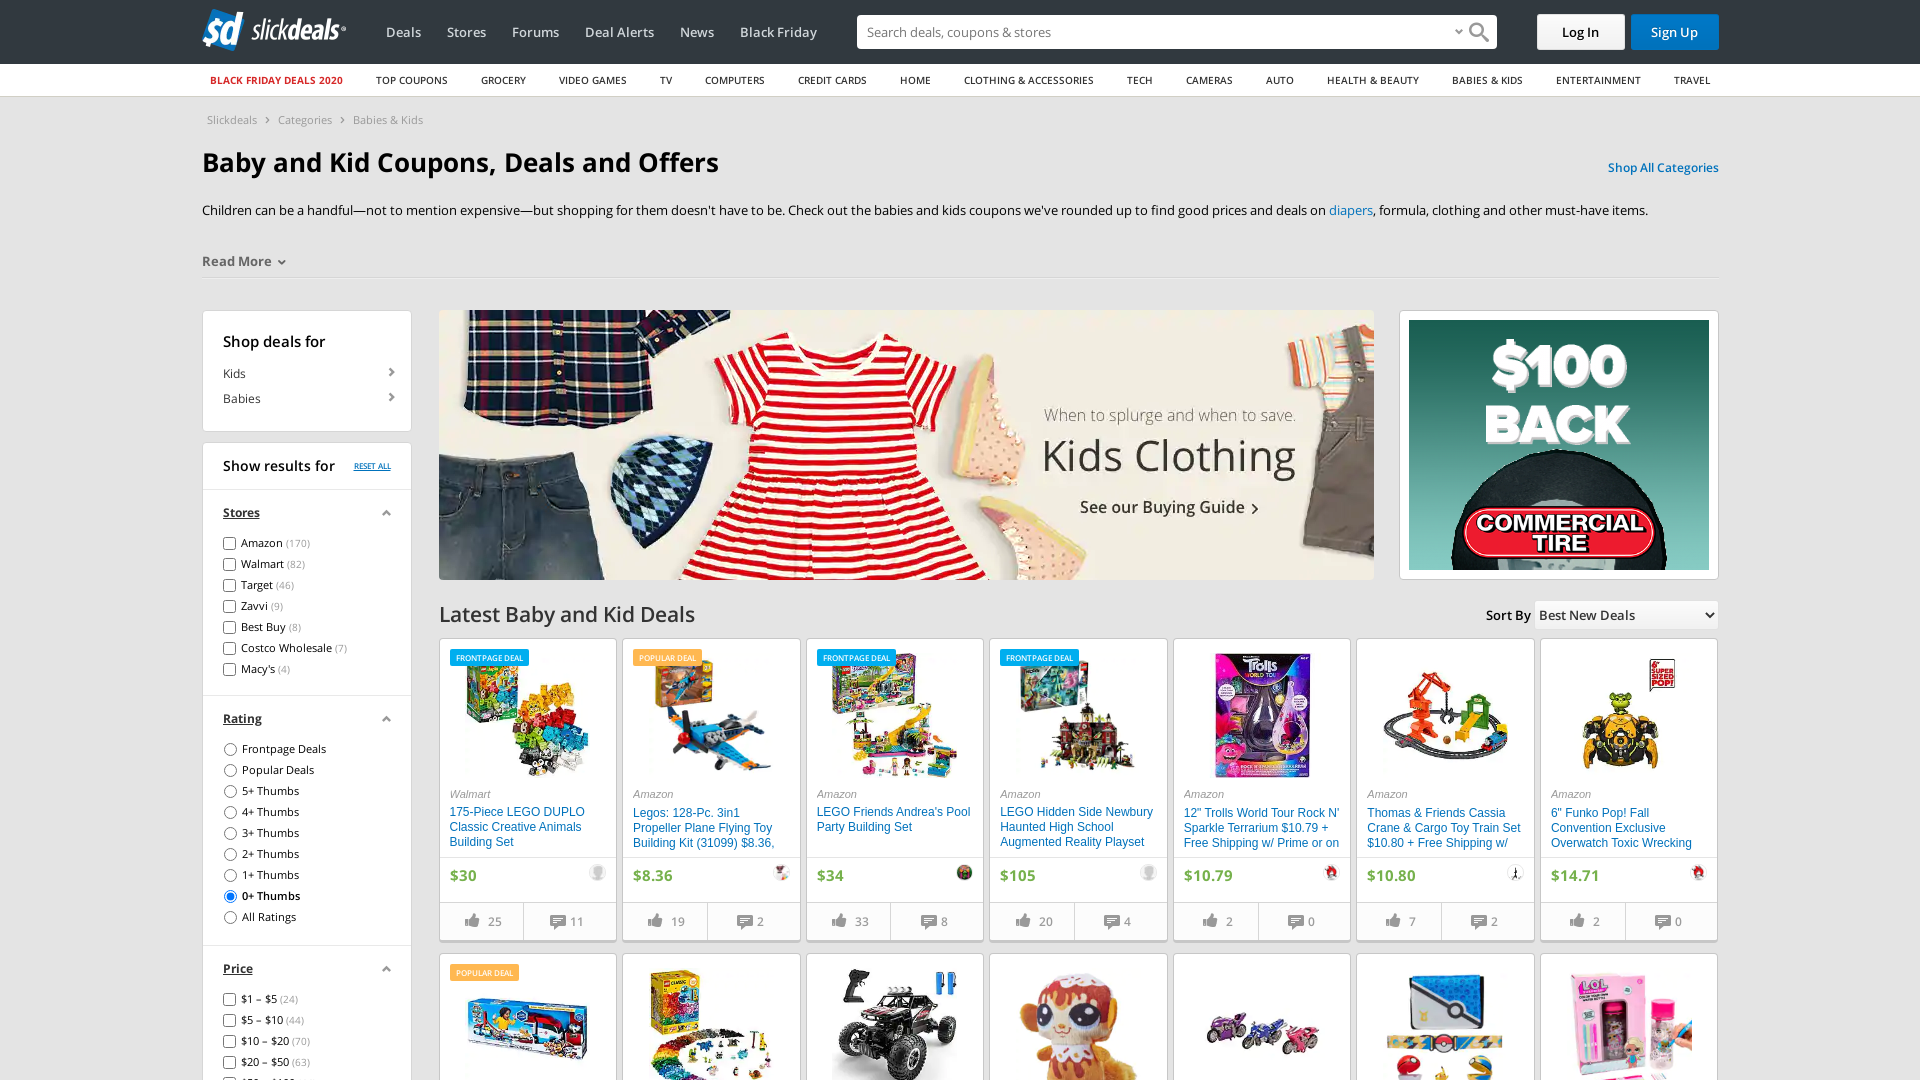 slickdeals
Deals
Stores
Forums
Deal Alerts
News
Black Friday
Search deals, coupons & stores
Log In
Sign Up
BLACK FRIDAY DEALS 2020
TOP COUPONS
GROCERY
VIDEO GAMES
TV
COMPUTERS
CREDIT CARDS
HOME
CLOTHING & ACCESSORIES
TECH
CAMERAS
AUTO
HEALTH & BEAUTY
BABIES & KIDS
ENTERTAINMENT
TRAVEL
Slickdeals
Categories
Babies & Kids
Baby and Kid Coupons, Deals and Offers
Shop All Categories
Children can be a handful—not to mention expensive—but shopping for them doesn't have to be. Check out the babies and kids coupons we've rounded up to find good prices and deals on diapers, formula, clothing and other must-have items.
Read More
Shop deals for
Kids
Babies
Show results for
RESET ALL
Stores
Amazon (170)
Walmart (82)
Target (46)
Zavvi (9)
Best Buy (8)
Costco Wholesale (7)
Macy's (4)
Rating
Frontpage Deals
Popular Deals
5+ Thumbs
4+ Thumbs
3+ Thumbs
2+ Thumbs
1+ Thumbs
0+ Thumbs
All Ratings
Price
$1 – $5 (24)
$5 – $10 (44)
$10 – $20 (70)
$20 – $50 (63)
When to splurge and when to save.
Kids Clothing
See our Buying Guide
$100
BACK
COMMERCIAL
TIRE
Latest Baby and Kid Deals
Sort By
Best New Deals
FRONTPAGE DEAL
Walmart
175-Piece LEGO DUPLO
Classic Creative Animals
Building Set
$30
25
11
POPULAR DEAL
Amazon
Legos: 128-Pc. 3in1
Propeller Plane Flying Toy
Building Kit (31099) $8.36,
$8.36
19
2
FRONTPAGE DEAL
Amazon
LEGO Friends Andrea's Pool
Party Building Set
$34
33
8
FRONTPAGE DEAL
Amazon
LEGO Hidden Side Newbury
Haunted High School
Augmented Reality Playset
$105
20
4
Trolls
WORLD TOUR
Amazon
12" Trolls World Tour Rock N'
Sparkle Terrarium $10.79 +
Free Shipping w/ Prime or on
$10.79
2
0
Amazon
Thomas & Friends Cassia
Crane & Cargo Toy Train Set
$10.80 + Free Shipping w/
$10.80
7
2
6"
SUPER
SIZED
POP!
Amazon
6" Funko Pop! Fall
Convention Exclusive
Overwatch Toxic Wrecking
$14.71
2
0
POPULAR DEAL
L.O.L.